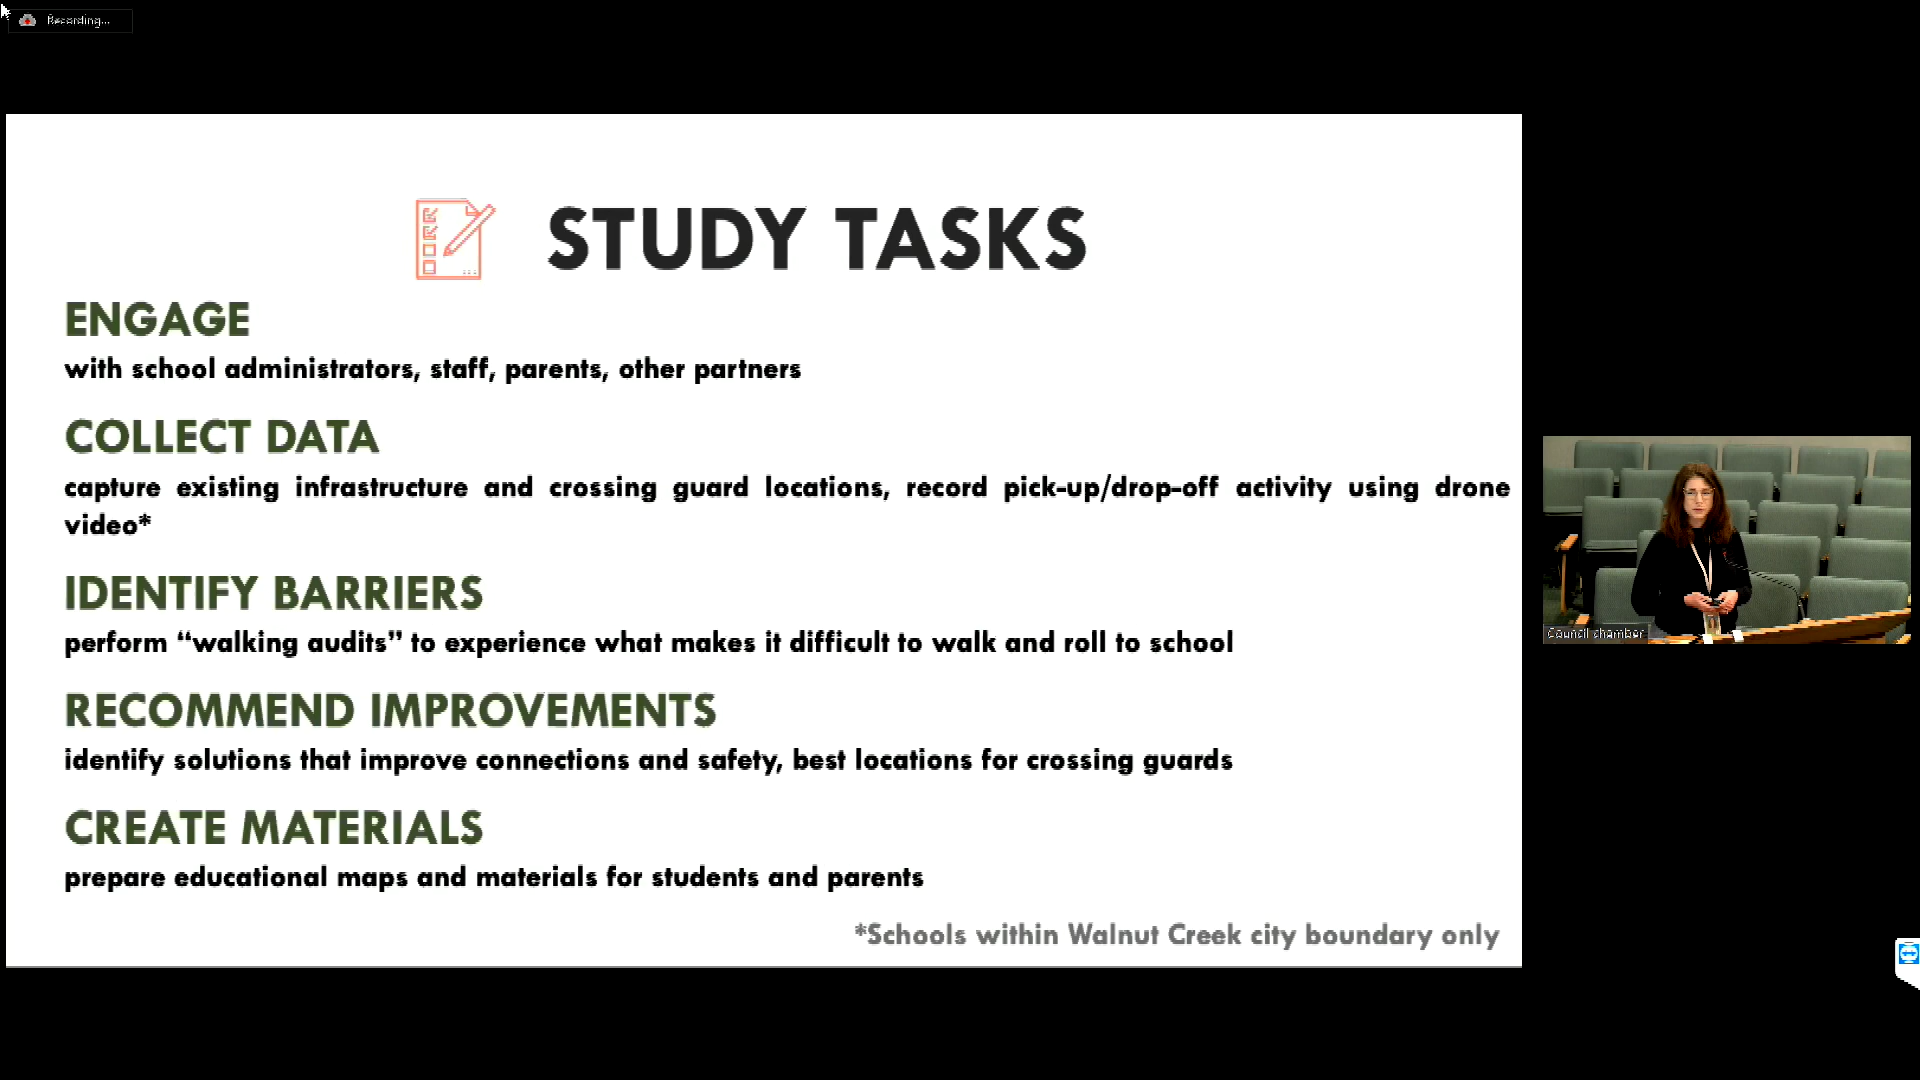 Recording...
STUDY TASKS
ENGAGE
with school administrators, staff, parents, other partners
COLLECT DATA
capture existing infrastructure and crossing guard locations, record pick-up/drop-off activity using drone
video*
IDENTIFY BARRIERS
perform “walking audits” to experience what makes it difficult to walk and roll to school
RECOMMEND IMPROVEMENTS
identify solutions that improve connections and safety, best locations for crossing guards
CREATE MATERIALS
prepare educational maps and materials for students and parents
*Schools within Walnut Creek city boundary only
Council chamber